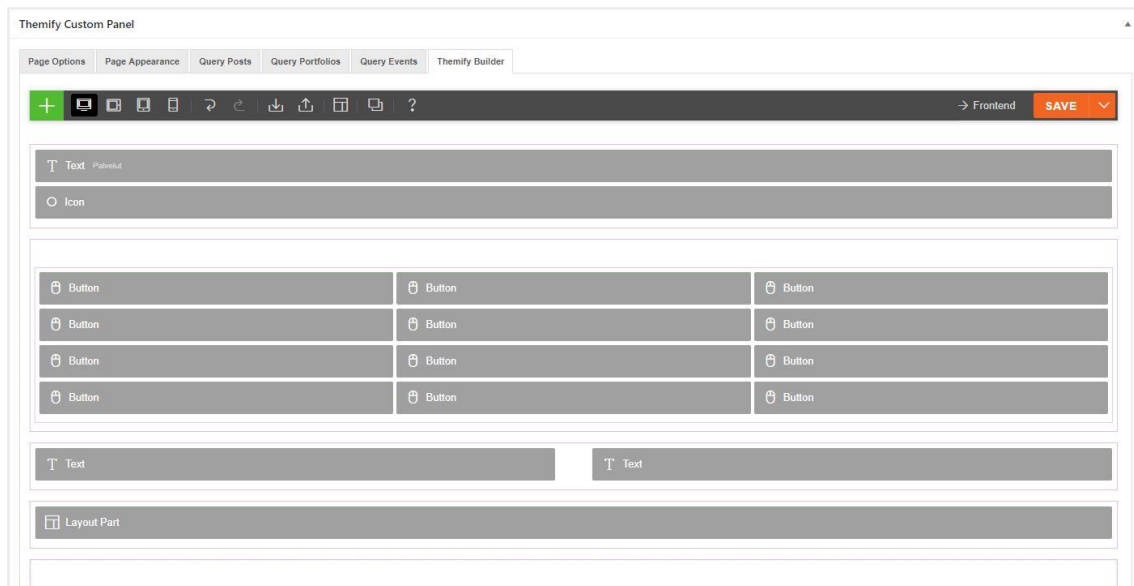 Themify Custom Panel
Page Options Page Appearance Query Posts Query Portfolios Query Events Themify Builder
? → Frontend SAVE
Text Palvelut
Icon
Button Button Button
Button Button Button
Button Button Button
Button Button Button
Text Text
Layout Part